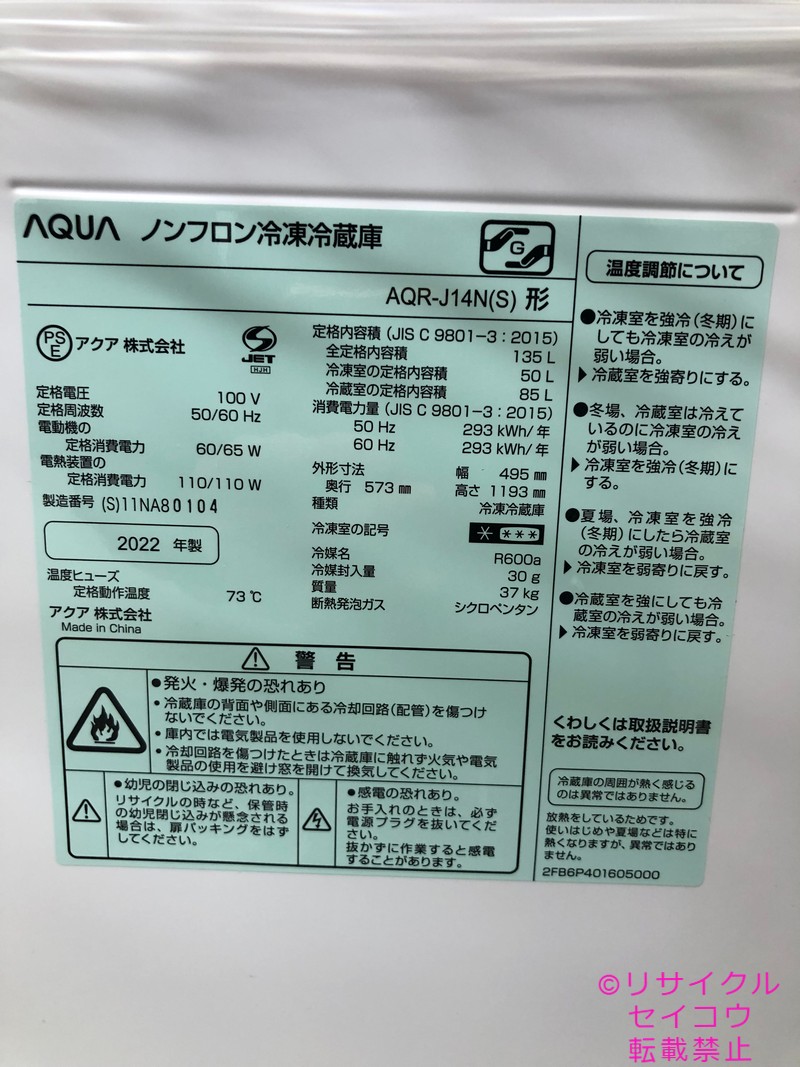 AQUA ノンフロン冷凍冷蔵庫
G
AQR-J14N(S) 形
PS
E
アクア 株式会社
JET
HJH
定格電圧 100 V
定格周波数 50/60 Hz
電動機の
定格消費電力 60/65 W
電熱装置の
定格消費電力 110/110 W
製造番号 (S)11NA80104
2022 年製
温度ヒューズ
定格動作温度 73 ℃
アクア 株式会社
Made in China
定格内容積 (JIS C 9801-3 : 2015)
全定格内容積 135 L
冷凍室の定格内容積 50 L
冷蔵室の定格内容積 85 L
消費電力量 (JIS C 9801-3 : 2015)
50 Hz 293 kWh/年
60 Hz 293 kWh/年
外形寸法 幅 495 mm
奥行 573 mm 高さ 1193 mm
種類 冷凍冷蔵庫
冷凍室の記号 * ***
冷媒名 R600a
冷媒封入量 30 g
質量 37 kg
断熱発泡ガス シクロペンタン
⚠ 警告
●発火・爆発の恐れあり
・冷蔵庫の背面や側面にある冷却回路(配管)を傷つけ
ないでください。
・庫内では電気製品を使用しないでください。
・冷却回路を傷つけたときは冷蔵庫に触れず火気や電気
製品の使用を避け窓を開けて換気してください。
●幼児の閉じ込みの恐れあり。
リサイクルの時など、保管時
の幼児閉じ込みが懸念される
場合は、扉パッキングをはず
してください。
●感電の恐れあり。
お手入れのときは、必ず
電源プラグを抜いてくだ
さい。
抜かずに作業すると感電
することがあります。
温度調節について
●冷凍室を強冷(冬期)に
しても冷凍室の冷えが
弱い場合。
▶冷蔵室を強寄りにする。
●冬場、冷蔵室は冷えて
いるのに冷凍室の冷え
が弱い場合。
▶冷凍室を強冷(冬期)に
する。
●夏場、冷凍室を強冷
(冬期)にしたら冷蔵室
の冷えが弱い場合。
▶冷凍室を弱寄りに戻す。
●冷蔵室を強にしても冷
蔵室の冷えが弱い場合。
▶冷凍室を弱寄りに戻す。
くわしくは取扱説明書
をお読みください。
冷蔵庫の周囲が熱く感じる
のは異常ではありません。
放熱をしているためです。
使いはじめや夏場などは特に
熱くなりますが、異常ではあり
ません。
2FB6P401605000
©リサイクル
セイコウ
転載禁止